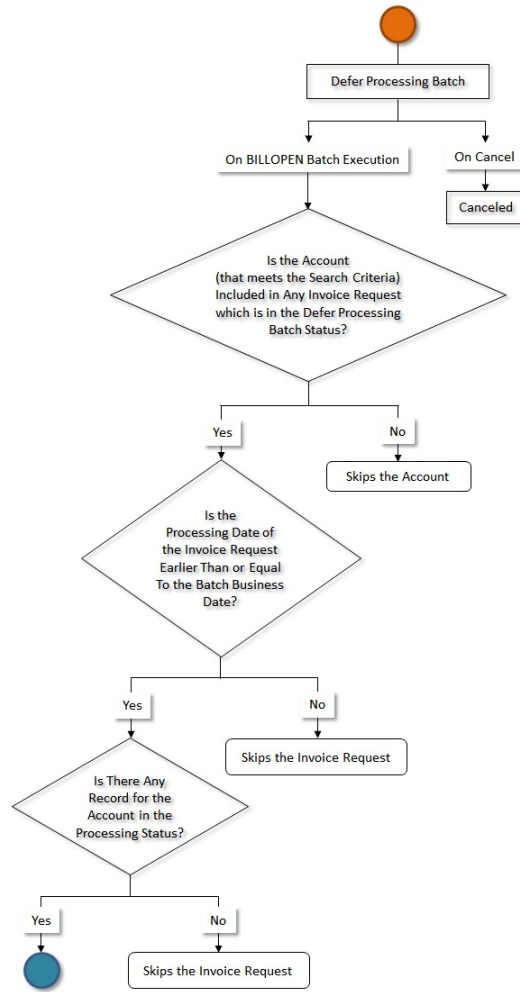 Defer Processing Batch
On BILLOPEN Batch Execution
On Cancel
Canceled
Is the Account
(that meets the Search Criteria)
Included in Any Invoice Request
which is in the Defer Processing
Batch Status?
Yes
No
Skips the Account
Is the
Processing Date of
the Invoice Request
Earlier Than or Equal
To the Batch Business
Date?
Yes
No
Skips the Invoice Request
Is There Any
Record for the
Account in the
Processing Status?
Yes
No
Skips the Invoice Request